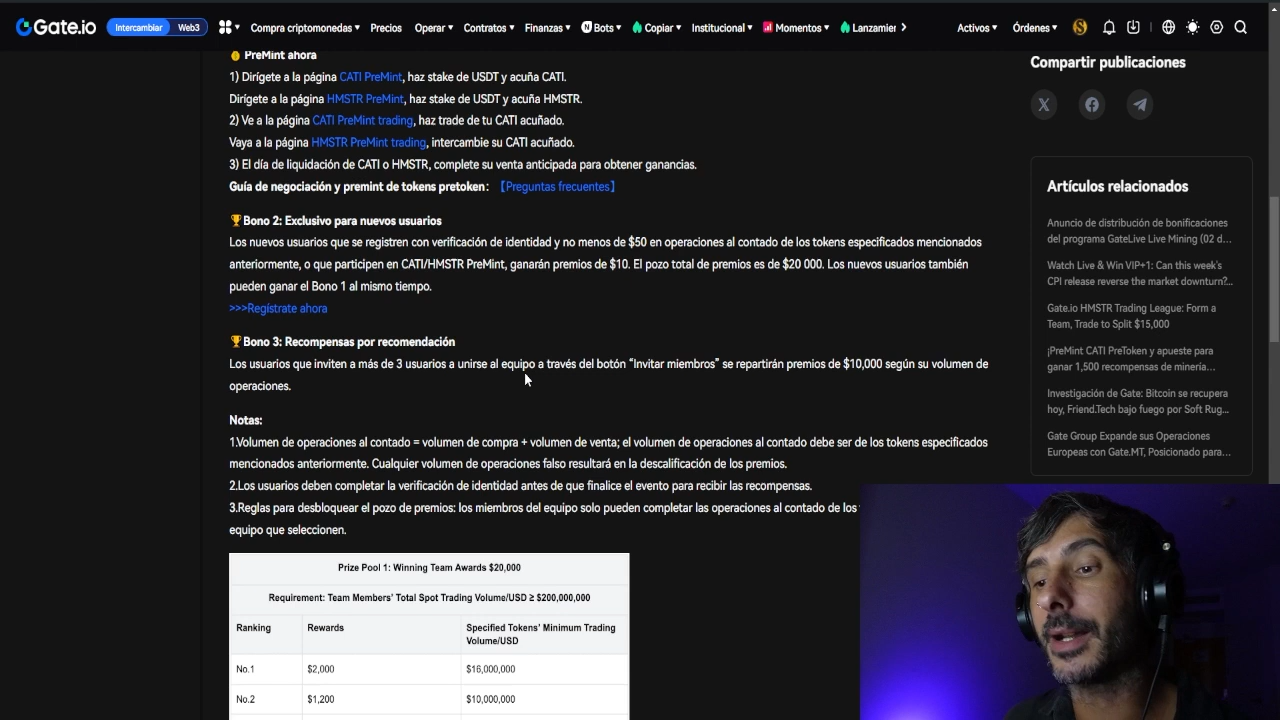 Gate.io Intercambiar Web3 Compra criptomonedas Precios Operar Contratos Finanzas Bots Copiar Institucional Momentos Lanzamier Activos Órdenes
PreMint ahora
1) Dirígete a la página CATI PreMint, haz stake de USDT y acuña CATI.
Dirígete a la página HMSTR PreMint, haz stake de USDT y acuña HMSTR.
2) Ve a la página CATI PreMint trading, haz trade de tu CATI acuñado.
Vaya a la página HMSTR PreMint trading, intercambie su CATI acuñado.
3) El día de liquidación de CATI o HMSTR, complete su venta anticipada para obtener ganancias.
Guía de negociación y premint de tokens pretoken: 【Preguntas frecuentes】
Bono 2: Exclusivo para nuevos usuarios
Los nuevos usuarios que se registren con verificación de identidad y no menos de $50 en operaciones al contado de los tokens especificados mencionados
anteriormente, o que participen en CATI/HMSTR PreMint, ganarán premios de $10. El pozo total de premios es de $20 000. Los nuevos usuarios también
pueden ganar el Bono 1 al mismo tiempo.
>>>Regístrate ahora
Bono 3: Recompensas por recomendación
Los usuarios que inviten a más de 3 usuarios a unirse al equipo a través del botón “Invitar miembros” se repartirán premios de $10,000 según su volumen de
operaciones.
Notas:
1.Volumen de operaciones al contado = volumen de compra + volumen de venta; el volumen de operaciones al contado debe ser de los tokens especificados
mencionados anteriormente. Cualquier volumen de operaciones falso resultará en la descalificación de los premios.
2.Los usuarios deben completar la verificación de identidad antes de que finalice el evento para recibir las recompensas.
3.Reglas para desbloquear el pozo de premios: los miembros del equipo solo pueden completar las operaciones al contado de los
equipo que seleccionen.
Prize Pool 1: Winning Team Awards $20,000
Requirement: Team Members’ Total Spot Trading Volume/USD ≥ $200,000,000
Ranking Rewards Specified Tokens’ Minimum Trading
Volume/USD
No.1 $2,000 $16,000,000
No.2 $1,200 $10,000,000
Compartir publicaciones
Artículos relacionados
Anuncio de distribución de bonificaciones
del programa GateLive Live Mining (02 d...
Watch Live & Win VIP+1: Can this week's
CPI release reverse the market downturn?...
Gate.io HMSTR Trading League: Form a
Team, Trade to Split $15,000
¡PreMint CATI PreToken y apueste para
ganar 1,500 recompensas de minería...
Investigación de Gate: Bitcoin se recupera
hoy, Friend.Tech bajo fuego por Soft Rug...
Gate Group Expande sus Operaciones
Europeas con Gate.MT, Posicionado para...